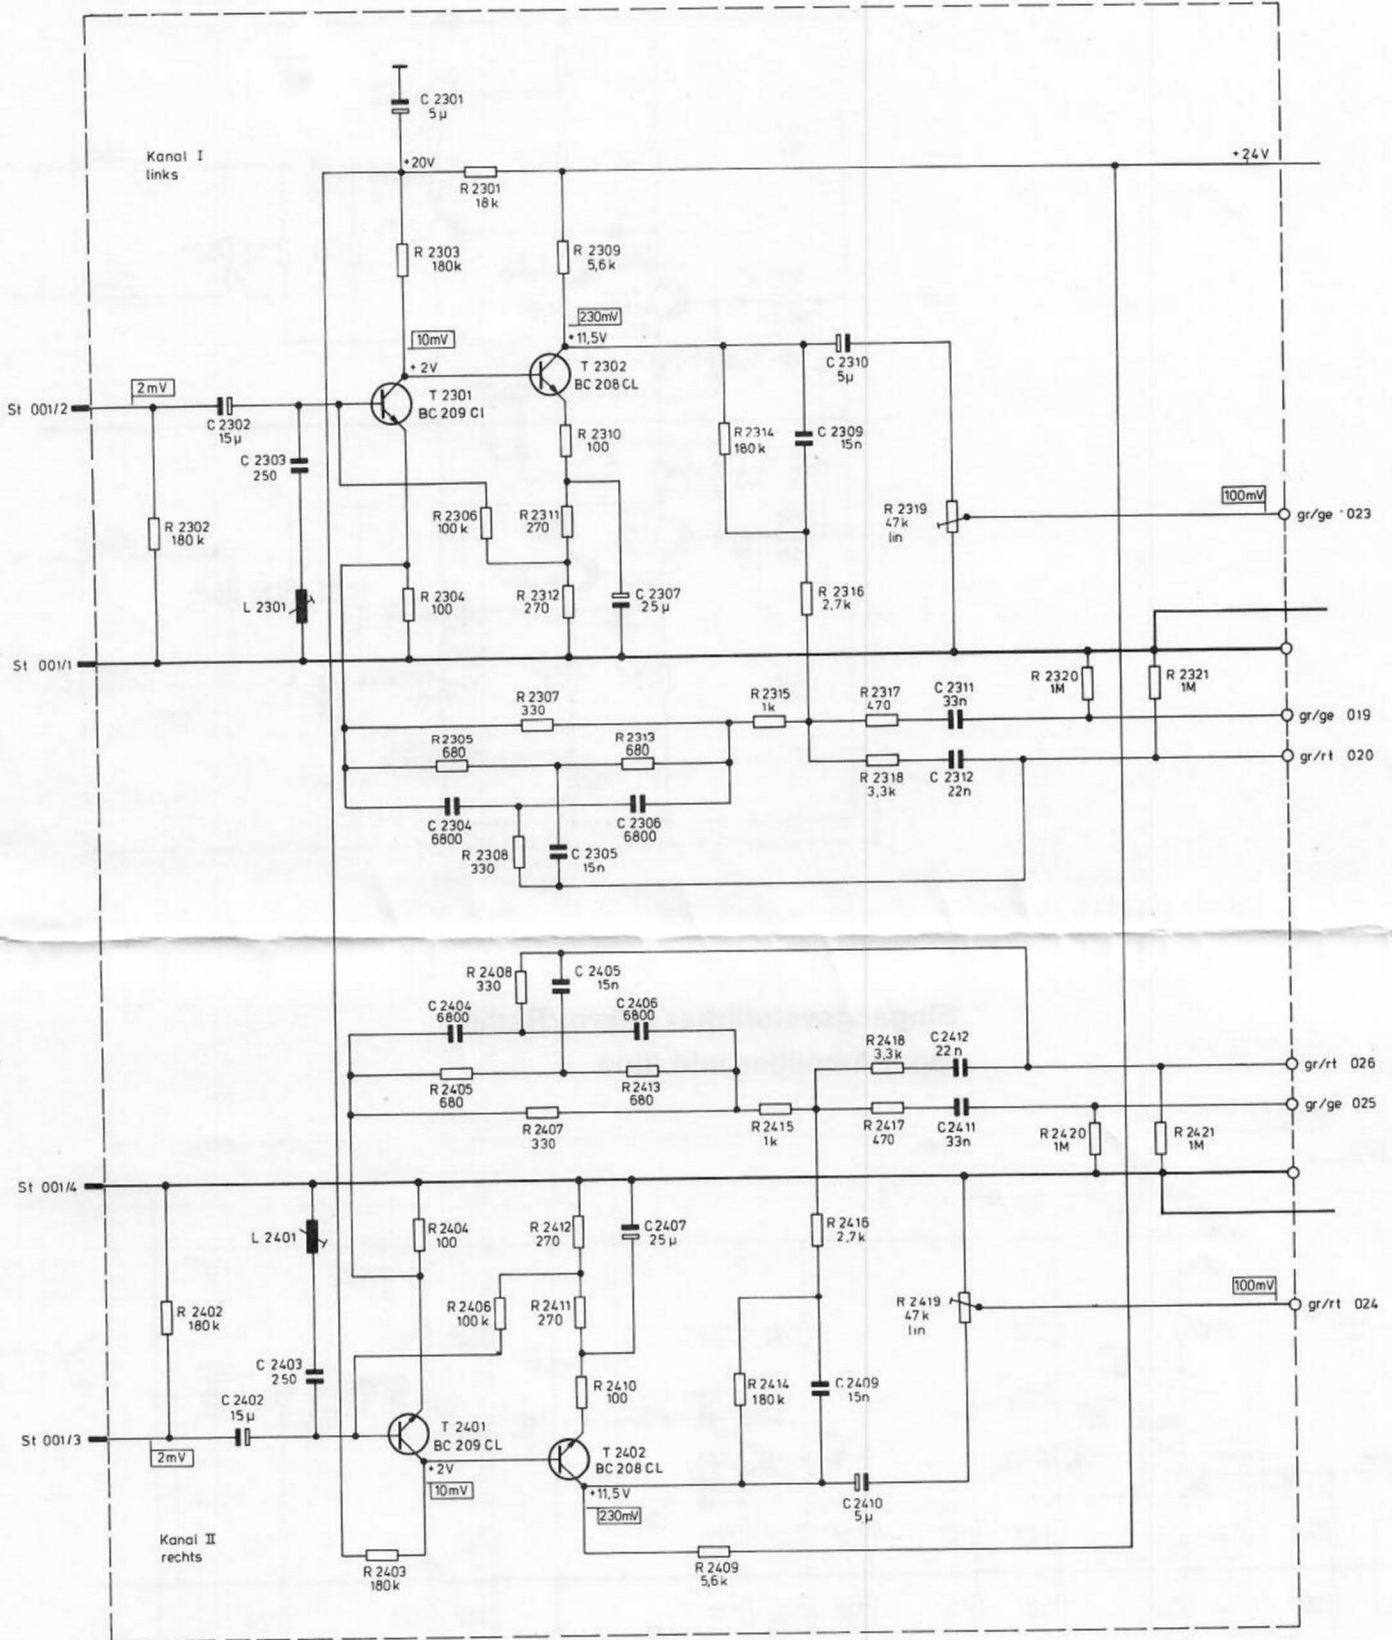 C 2301
5µ
Kanal I
links
+20V
+24V
R 2301
18k
R 2303
180k
R 2309
5,6k
230mV
+11,5V
10mV
+2V
T 2302
BC 208 CL
C 2310
5µ
2mV
St 001/2
T 2301
BC 209 Cl
C 2302
15µ
C 2303
250
R 2310
100
R 2314
180k
C 2309
15n
R 2302
180k
R 2306
100k
R 2311
270
R 2319
47k
lin
100mV
gr/ge 023
L 2301
R 2304
100
R 2312
270
C 2307
25µ
R 2316
2,7k
St 001/1
R 2320
1M
R 2321
1M
R 2307
330
R 2315
1k
R 2317
470
C 2311
33n
gr/ge 019
R 2305
680
R 2313
680
R 2318
3,3k
C 2312
22n
gr/rt 020
C 2304
6800
C 2306
6800
R 2308
330
C 2305
15n
R 2408
330
C 2405
15n
C 2404
6800
C 2406
6800
R 2418
3,3k
C 2412
22n
gr/rt 026
R 2405
680
R 2413
680
gr/ge 025
R 2407
330
R 2415
1k
R 2417
470
C 2411
33n
R 2420
1M
R 2421
1M
St 001/4
L 2401
R 2404
100
R 2412
270
C 2407
25µ
R 2416
2,7k
R 2402
180k
R 2406
100k
R 2411
270
R 2419
47k
lin
100mV
gr/rt 024
C 2403
250
R 2410
100
R 2414
180k
C 2409
15n
C 2402
15µ
St 001/3
2mV
T 2401
BC 209 CL
+2V
10mV
T 2402
BC 208 CL
+11,5V
230mV
C 2410
5µ
Kanal II
rechts
R 2403
180k
R 2409
5,6k